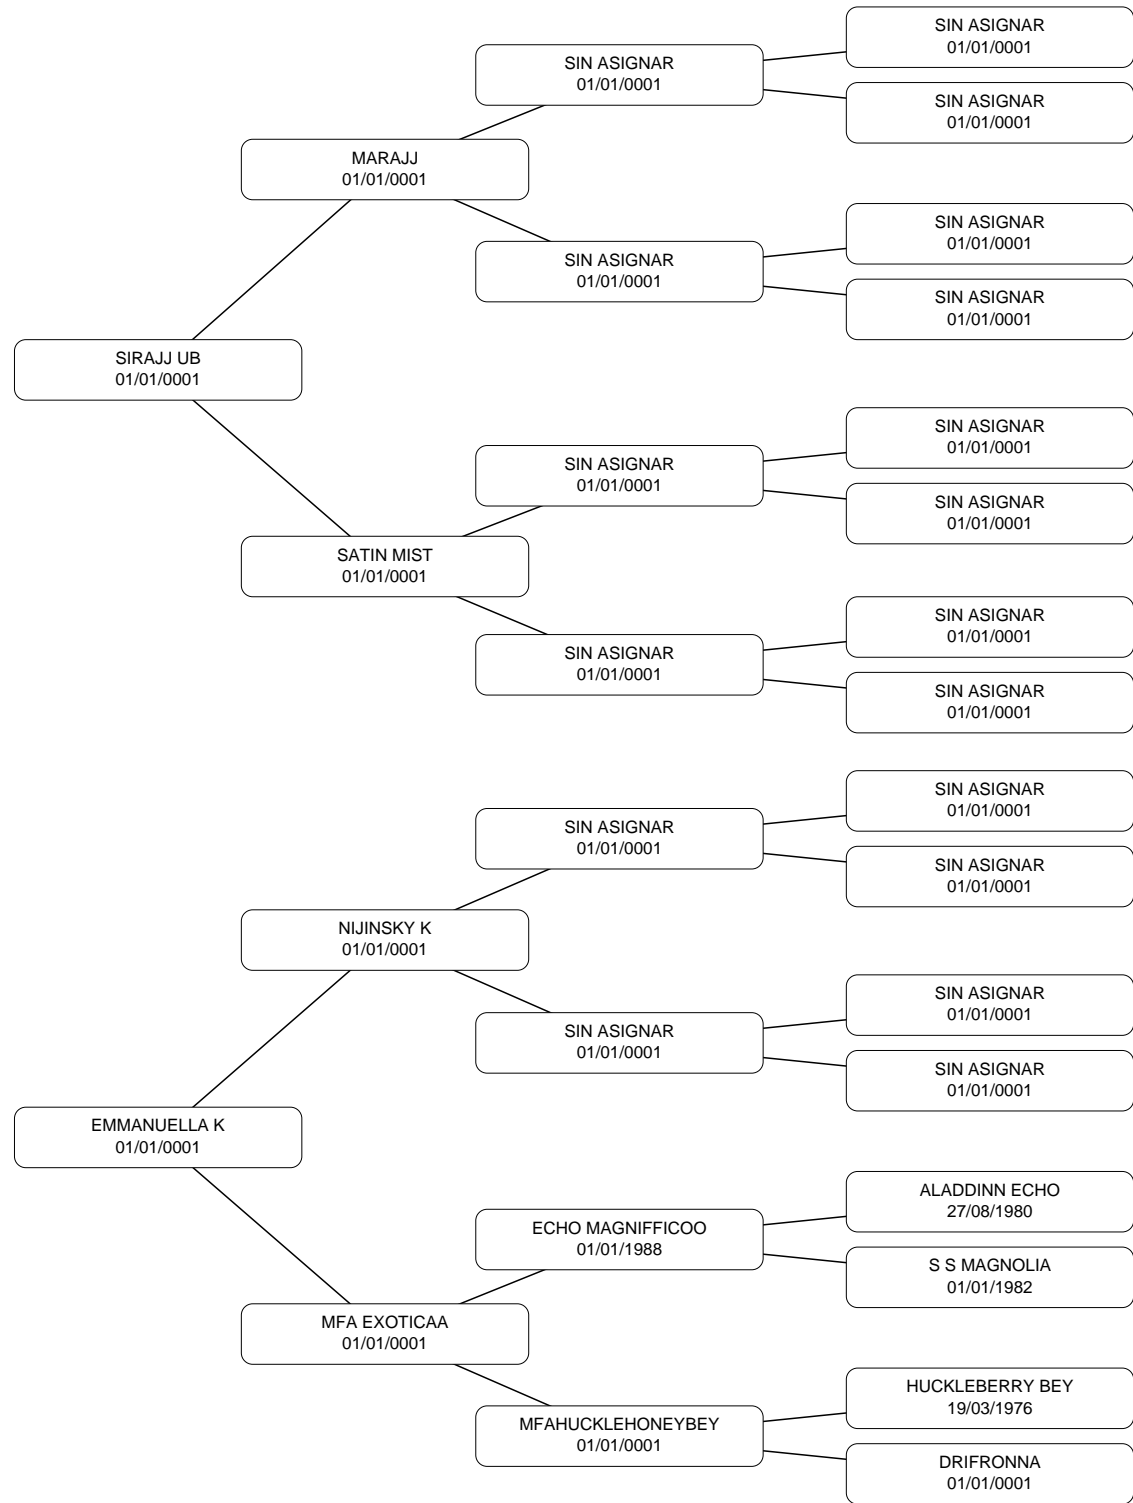 SIN ASIGNAR
01/01/0001
SIN ASIGNAR
01/01/0001
SIN ASIGNAR
01/01/0001
MARAJJ
01/01/0001
SIN ASIGNAR
01/01/0001
SIN ASIGNAR
01/01/0001
SIN ASIGNAR
01/01/0001
SIRAJJ UB
01/01/0001
SIN ASIGNAR
01/01/0001
SIN ASIGNAR
01/01/0001
SIN ASIGNAR
01/01/0001
SATIN MIST
01/01/0001
SIN ASIGNAR
01/01/0001
SIN ASIGNAR
01/01/0001
SIN ASIGNAR
01/01/0001
SIN ASIGNAR
01/01/0001
SIN ASIGNAR
01/01/0001
SIN ASIGNAR
01/01/0001
NIJINSKY K
01/01/0001
SIN ASIGNAR
01/01/0001
SIN ASIGNAR
01/01/0001
SIN ASIGNAR
01/01/0001
EMMANUELLA K
01/01/0001
ALADDINN ECHO
27/08/1980
ECHO MAGNIFFICOO
01/01/1988
S S MAGNOLIA
01/01/1982
MFA EXOTICAA
01/01/0001
HUCKLEBERRY BEY
19/03/1976
MFAHUCKLEHONEYBEY
01/01/0001
DRIFRONNA
01/01/0001